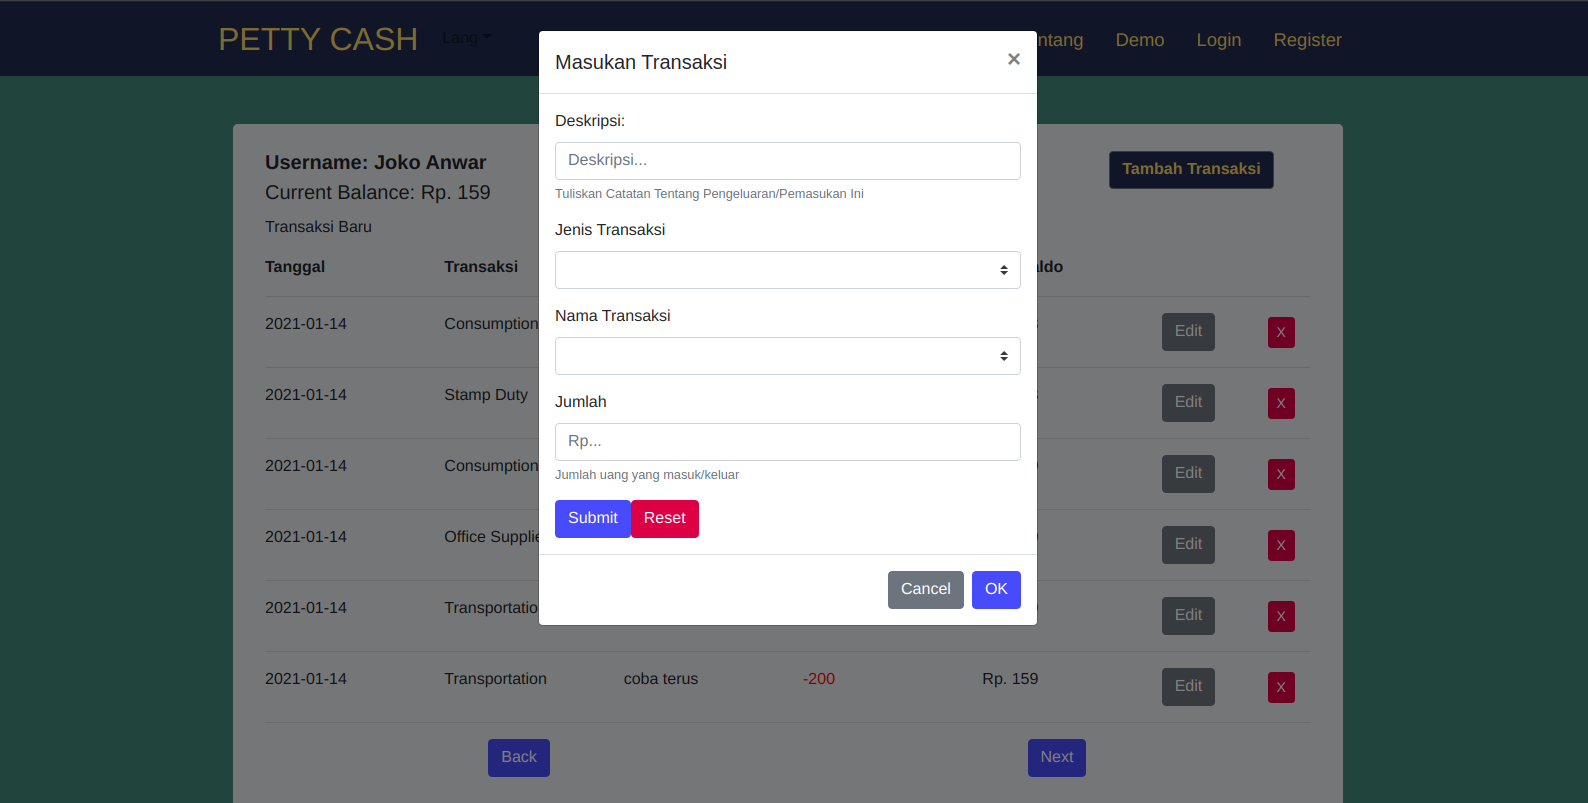 PETTY CASH Lang Demo Login Register
Masukan Transaksi ×
Deskripsi:
Deskripsi...
Tuliskan Catatan Tentang Pengeluaran/Pemasukan Ini
Jenis Transaksi
Nama Transaksi
Jumlah
Rp...
Jumlah uang yang masuk/keluar
Submit Reset
Cancel OK
Username: Joko Anwar
Current Balance: Rp. 159
Tambah Transaksi
Transaksi Baru
Tanggal Transaksi
2021-01-14 Consumption Edit X
2021-01-14 Stamp Duty Edit X
2021-01-14 Consumption Edit X
2021-01-14 Office Edit X
2021-01-14 Edit X
2021-01-14 Transportation coba terus -200 Rp. 159 Edit X
Back Next